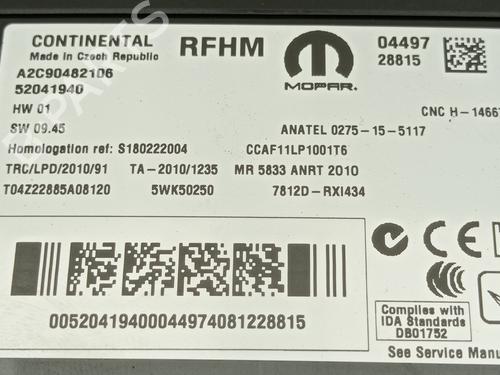 CONTINENTAL RFHM MOPAR 04497
Made in Czech Republic 28815
A2C90482106
52041940
HW 01 CNC H-1466
SW 09.45 ANATEL 0275-15-5117
Homologation ref: S180222004 CCAF11LP1001T6
TRC/LPD/2010/91 TA-2010/1235 MR 5833 ANRT 2010
T04Z22885A08120 5WK50250 7812D-RXI434
00520419400044974081228815
Complies with
IDA Standards
DB01752
See Service Manu